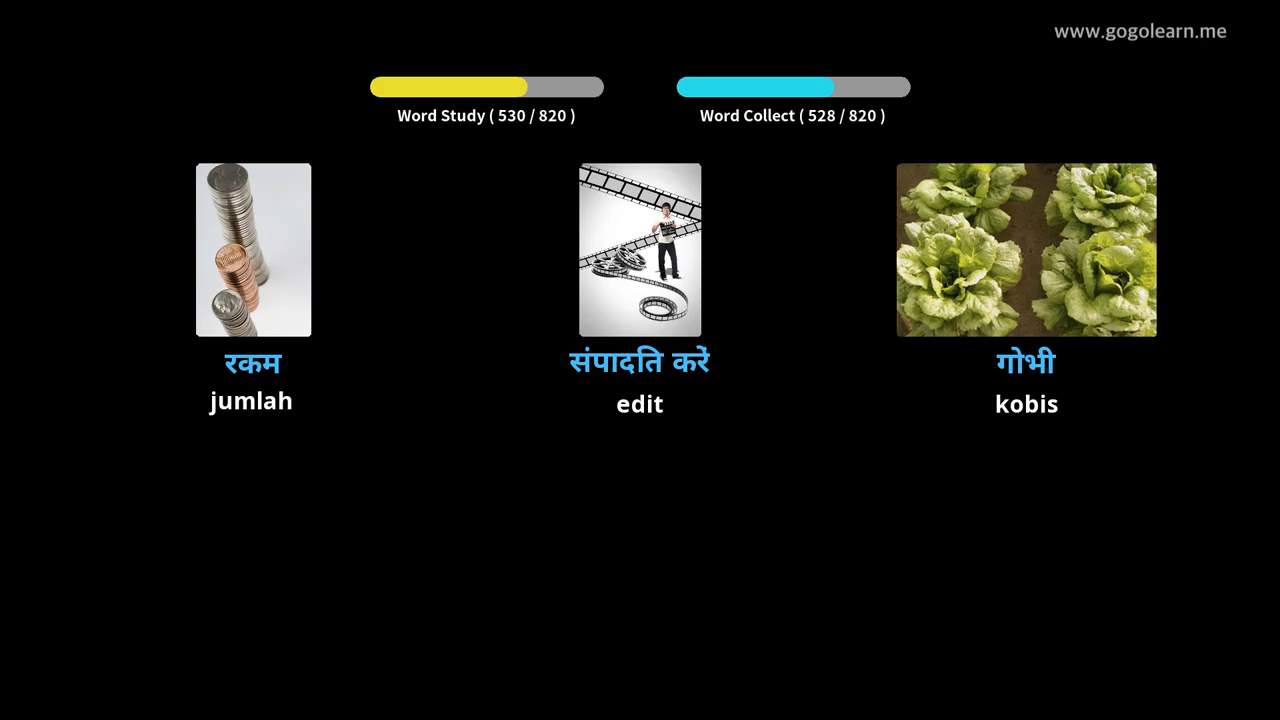 www.gogolearn.me
Word Study ( 530 / 820 )
Word Collect ( 528 / 820 )
रकम
संपादति करें
गोभी
jumlah
edit
kobis